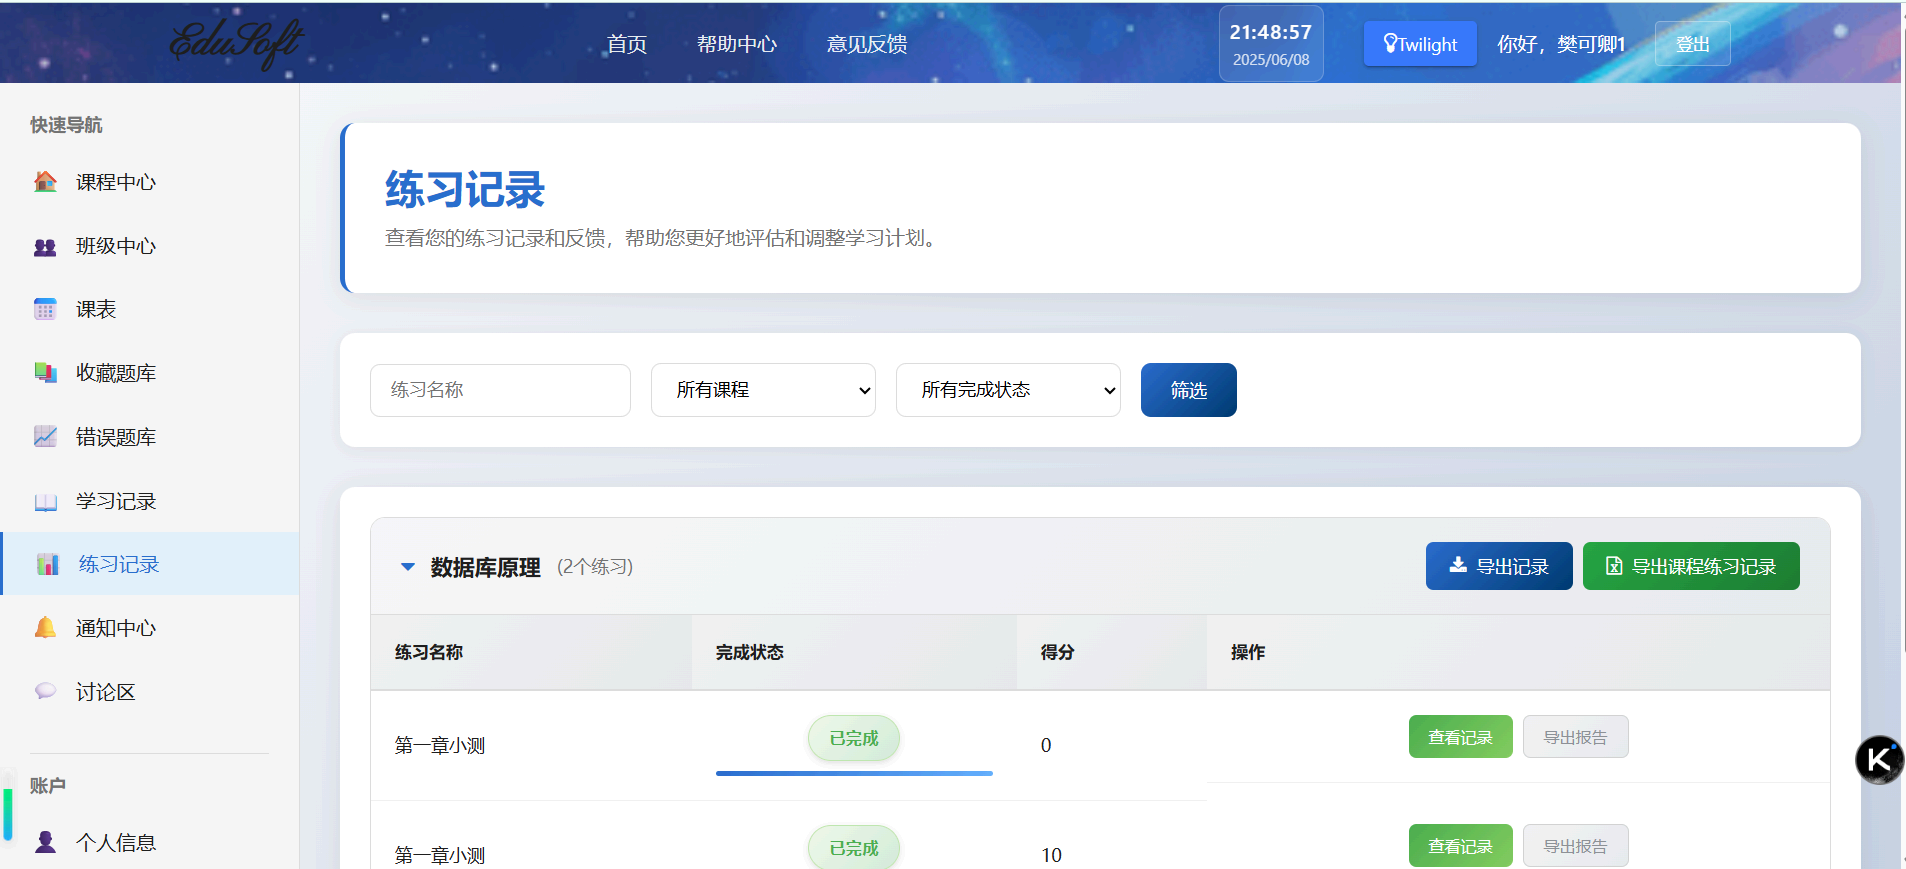 EduSoft
首页 帮助中心 意见反馈
21:48:57
2025/06/08
Twilight 你好，樊可卿1 登出
快速导航
课程中心
班级中心
课表
收藏题库
错误题库
学习记录
练习记录
通知中心
讨论区
账户
个人信息
练习记录
查看您的练习记录和反馈，帮助您更好地评估和调整学习计划。
练习名称 所有课程 所有完成状态 筛选
数据库原理 (2个练习) 导出记录 导出课程练习记录
练习名称 完成状态 得分 操作
第一章小测 已完成 0 查看记录 导出报告
第一章小测 已完成 10 查看记录 导出报告
K